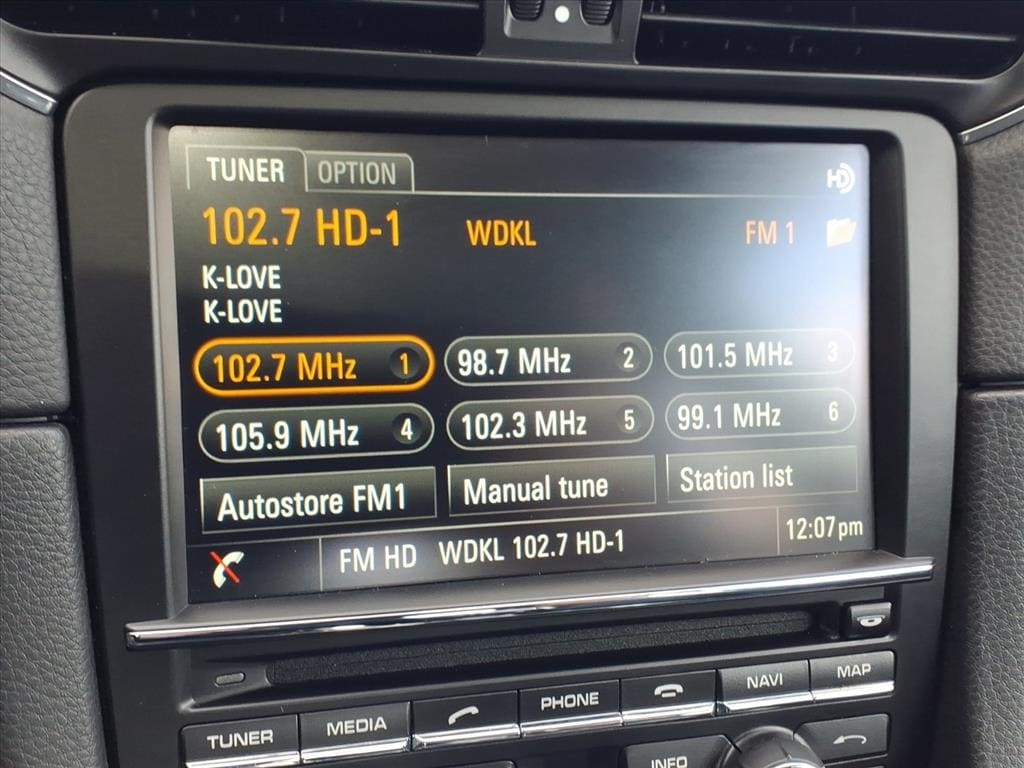 TUNER OPTION HD
102.7 HD-1 WDKL FM 1
K-LOVE
K-LOVE
102.7 MHz 1 98.7 MHz 2 101.5 MHz 3
105.9 MHz 4 102.3 MHz 5 99.1 MHz 6
Autostore FM1 Manual tune Station list
FM HD WDKL 102.7 HD-1 12:07pm
TUNER MEDIA PHONE NAVI MAP
INFO